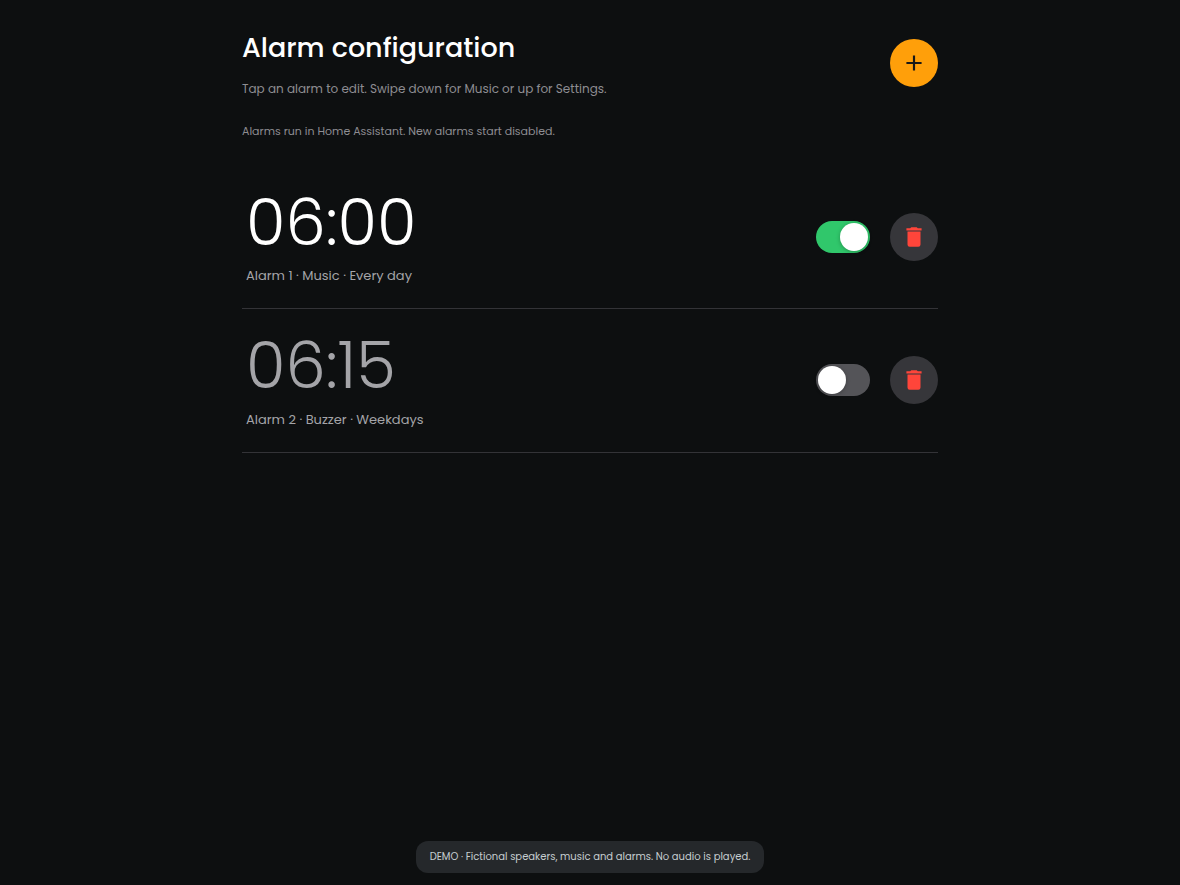 Alarm configuration
Tap an alarm to edit. Swipe down for Music or up for Settings.
Alarms run in Home Assistant. New alarms start disabled.
06:00
Alarm 1 · Music · Every day
06:15
Alarm 2 · Buzzer · Weekdays
DEMO · Fictional speakers, music and alarms. No audio is played.